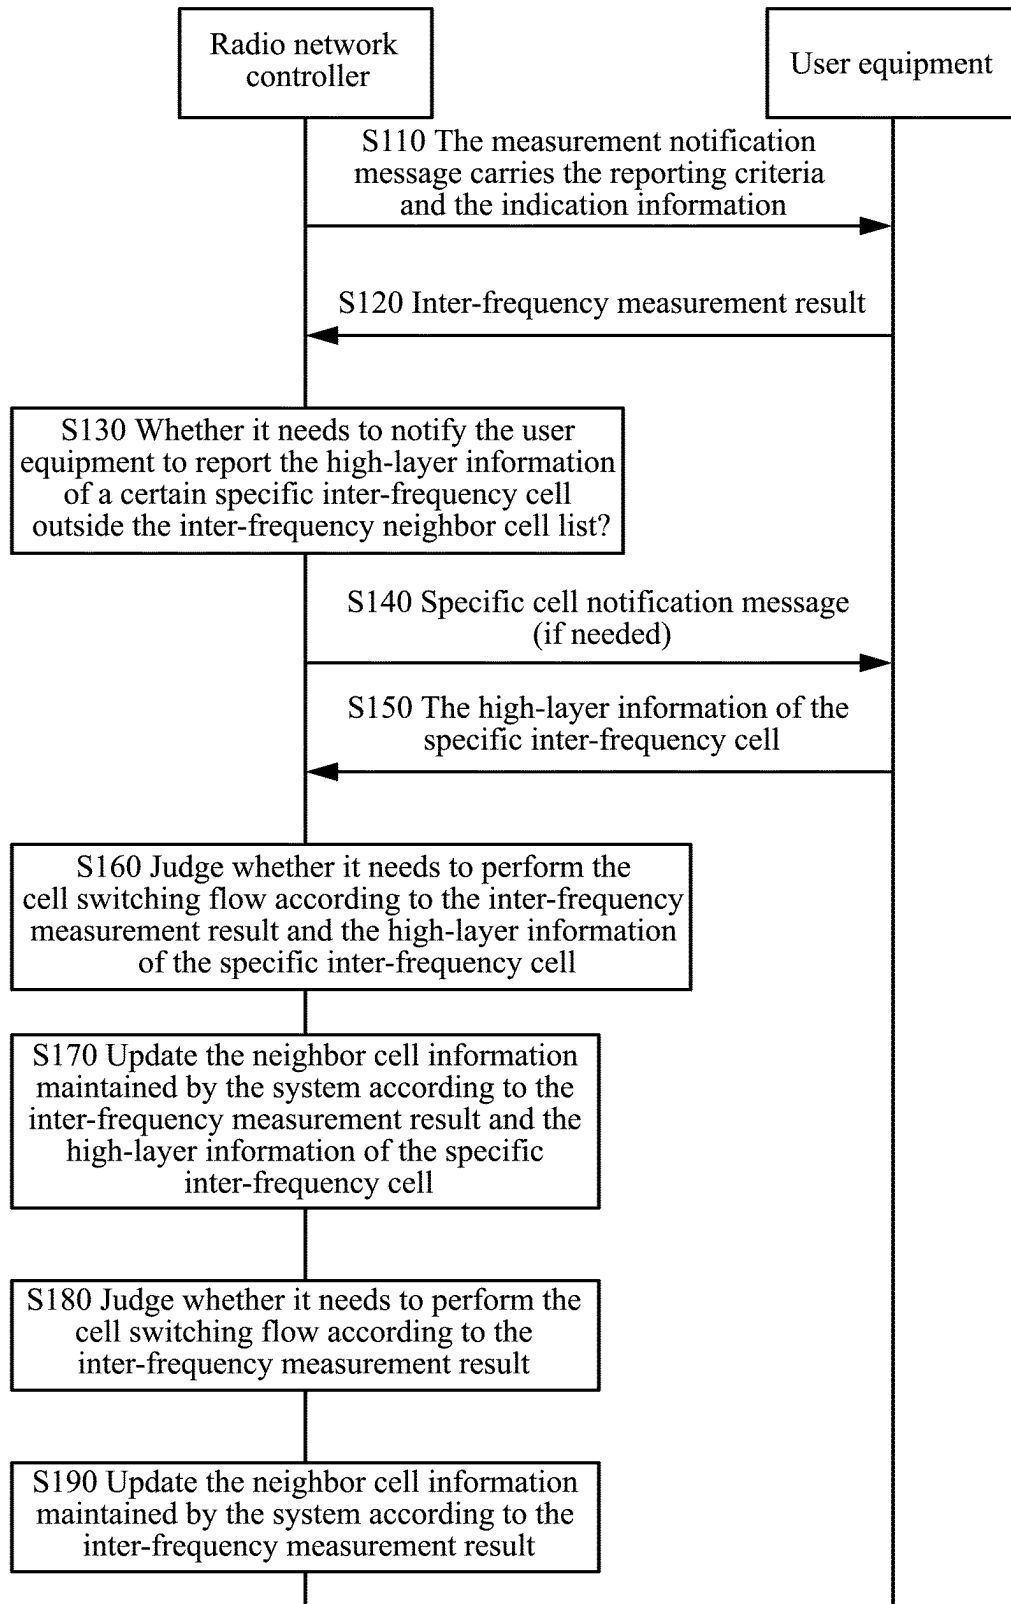 Radio network
controller
User equipment
S110 The measurement notification
message carries the reporting criteria
and the indication information
S120 Inter-frequency measurement result
S130 Whether it needs to notify the user
equipment to report the high-layer information
of a certain specific inter-frequency cell
outside the inter-frequency neighbor cell list?
S140 Specific cell notification message
(if needed)
S150 The high-layer information of the
specific inter-frequency cell
S160 Judge whether it needs to perform the
cell switching flow according to the inter-frequency
measurement result and the high-layer information
of the specific inter-frequency cell
S170 Update the neighbor cell information
maintained by the system according to the
inter-frequency measurement result and the
high-layer information of the specific
inter-frequency cell
S180 Judge whether it needs to perform the
cell switching flow according to the
inter-frequency measurement result
S190 Update the neighbor cell information
maintained by the system according to the
inter-frequency measurement result